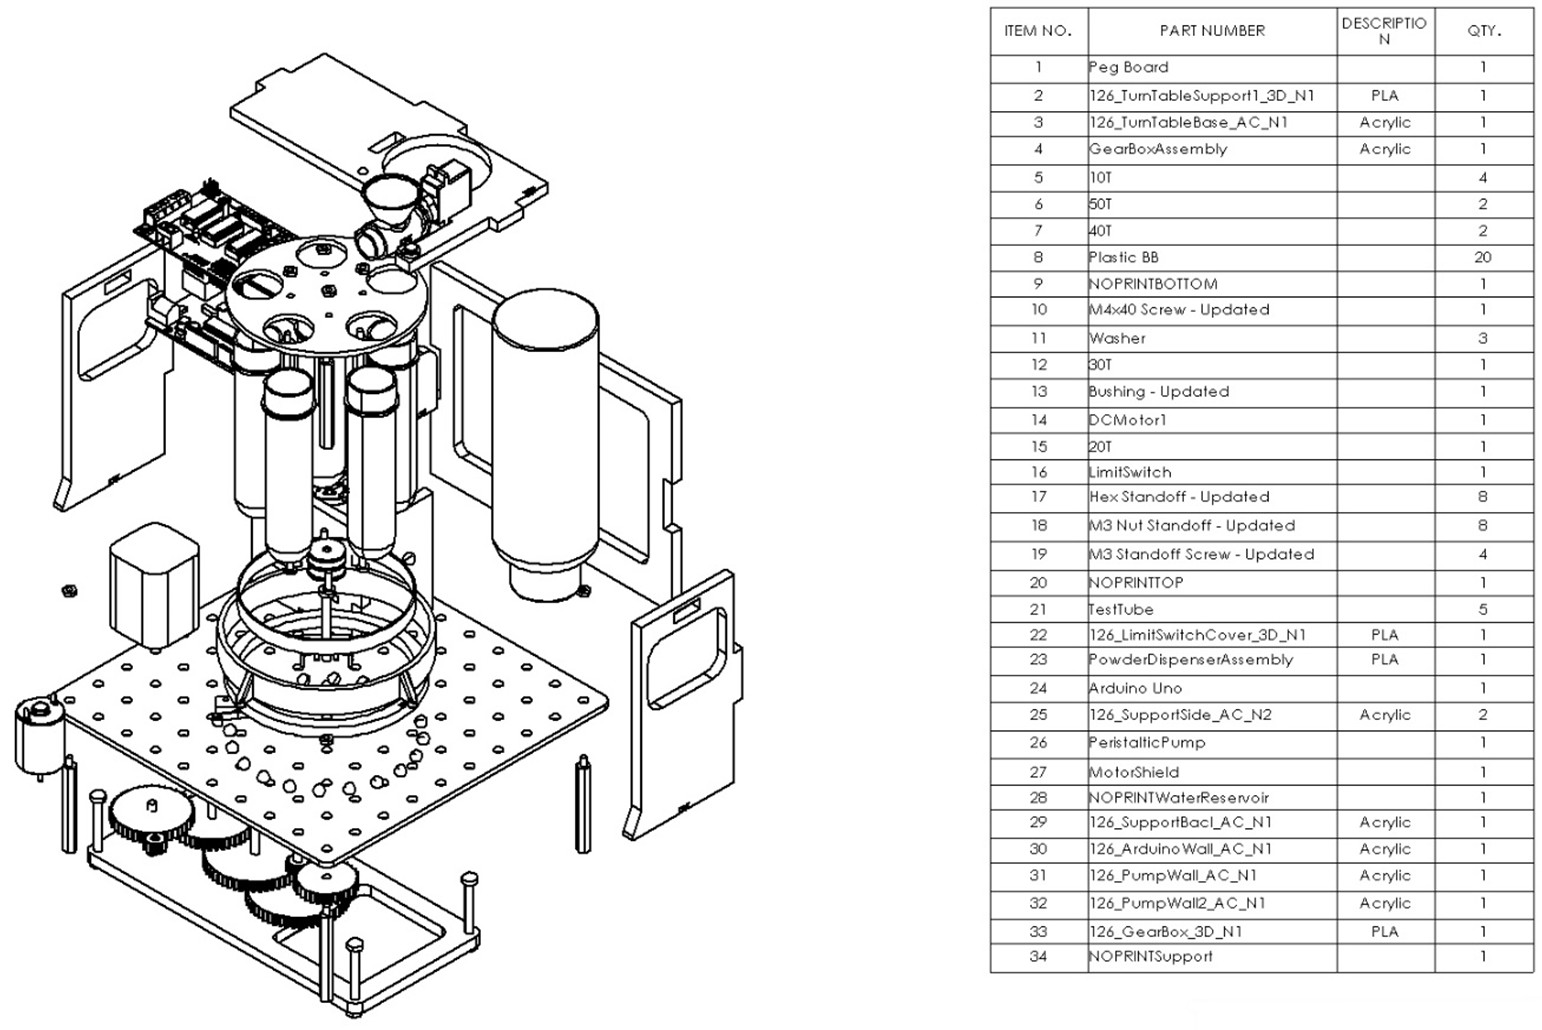 ITEM NO. PART NUMBER DESCRIPTIO QTY.
N
1 Peg Board 1
2 126_TurnTableSupport1_3D_N1 PLA 1
3 126_TurnTableBase_AC_N1 Acrylic 1
4 GearBoxAssembly Acrylic 1
5 10T 4
6 50T 2
7 40T 2
8 Plastic BB 20
9 NOPRINTBOTTOM 1
10 M4x40 Screw - Updated 1
11 Washer 3
12 30T 1
13 Bushing - Updated 1
14 DCMotor1 1
15 20T 1
16 LimitSwitch 1
17 Hex Standoff - Updated 8
18 M3 Nut Standoff - Updated 8
19 M3 Standoff Screw - Updated 4
20 NOPRINTTOP 1
21 TestTube 5
22 126_LimitSwitchCover_3D_N1 PLA 1
23 PowderDispenserAssembly PLA 1
24 Arduino Uno 1
25 126_SupportSide_AC_N2 Acrylic 2
26 PeristalticPump 1
27 MotorShield 1
28 NOPRINTWaterReservoir 1
29 126_SupportBacl_AC_N1 Acrylic 1
30 126_ArduinoWall_AC_N1 Acrylic 1
31 126_PumpWall_AC_N1 Acrylic 1
32 126_PumpWall2_AC_N1 Acrylic 1
33 126_GearBox_3D_N1 PLA 1
34 NOPRINTSupport 1